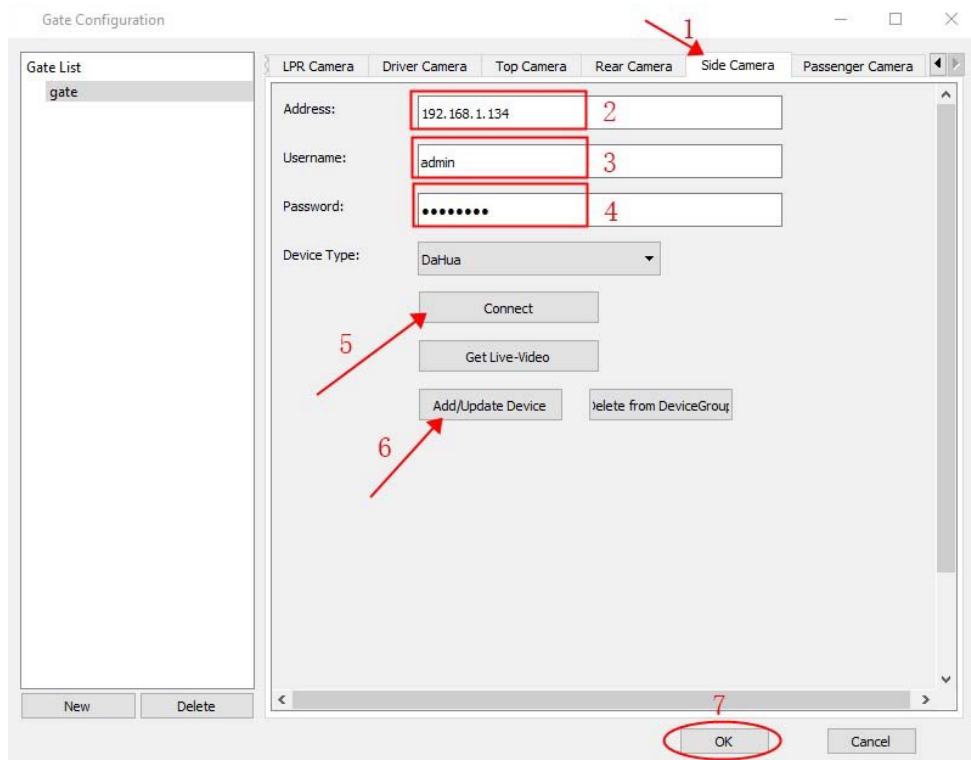 Gate Configuration
1
Gate List
gate
LPR Camera Driver Camera Top Camera Rear Camera Side Camera Passenger Camera
Address: 192.168.1.134 2
Username: admin 3
Password: •••••••• 4
Device Type: DaHua
Connect
5
Get Live-Video
Add/Update Device elete from DeviceGroup
6
New Delete
7
OK Cancel